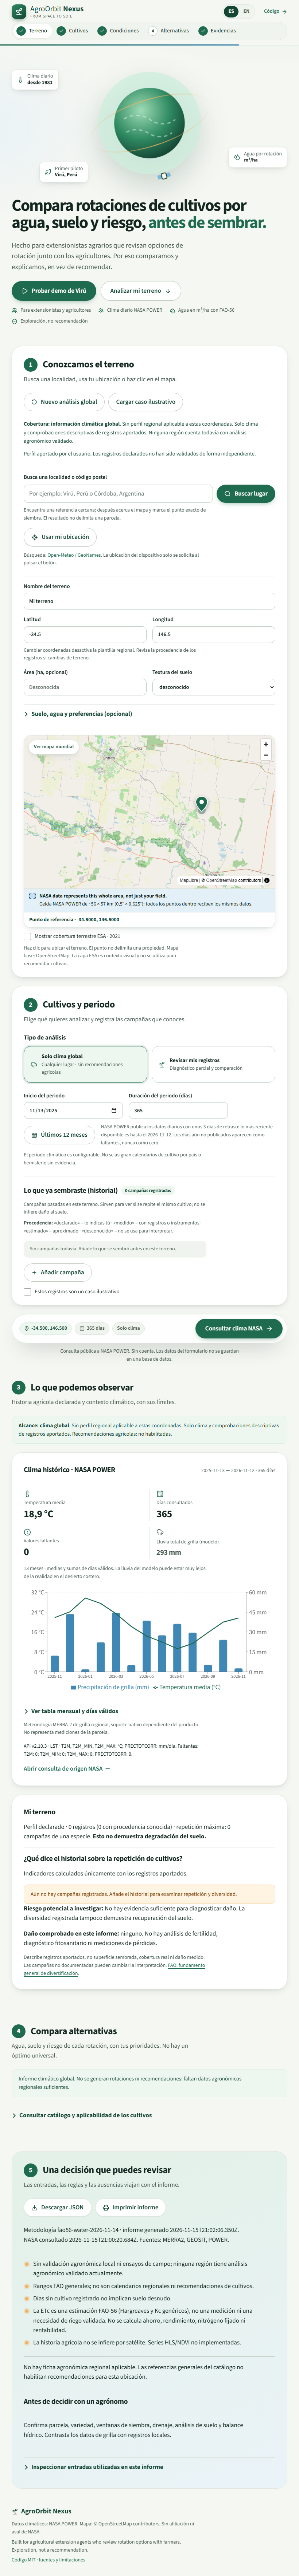 AgroOrbit Nexus
FROM SPACE TO SOIL
ES EN Código →
Terreno Cultivos Condiciones 4 Alternativas Evidencias
Clima diario
desde 1981
Primer piloto
Virú, Perú
Agua por rotación
m³/ha
Compara rotaciones de cultivos por
agua, suelo y riesgo, antes de sembrar.
Hecho para extensionistas agrarios que revisan opciones de
rotación junto con agricultores. Por eso comparamos y
explicamos, en vez de recomendar.
Probar demo de Virú
Analizar mi terreno ↓
Para extensionistas y agricultores Clima diario NASA POWER Agua en m³/ha con FAO-56
Exploración, no recomendación
1 Conozcamos el terreno
Busca una localidad, usa tu ubicación o haz clic en el mapa.
Nuevo análisis global
Cargar caso ilustrativo
Cobertura: información climática global. Sin perfil regional aplicable a estas coordenadas. Solo clima
y comprobaciones descriptivas de registros aportados. Ninguna región cuenta todavía con análisis
agronómico validado.
Perfil aportado por el usuario. Los registros declarados no han sido validados de forma independiente.
Busca una localidad o código postal
Por ejemplo: Virú, Perú o Córdoba, Argentina
Buscar lugar
Encuentra una referencia cercana; después acerca el mapa y marca el punto exacto de
siembra. El resultado no delimita una parcela.
Usar mi ubicación
Búsqueda: Open-Meteo / GeoNames. La ubicación del dispositivo solo se solicita al
pulsar el botón.
Nombre del terreno
Mi terreno
Latitud Longitud
-34.5 146.5
Cambiar coordenadas desactiva la plantilla regional. Revisa la procedencia de los
registros si cambias de terreno.
Área (ha, opcional) Textura del suelo
Desconocida desconocido
Suelo, agua y preferencias (opcional)
Ver mapa mundial
+
−
MapLibre | © OpenStreetMap contributors
NASA data represents this whole area, not just your field.
Celda NASA POWER de ~56 × 57 km (0,5° × 0,625°): todos los puntos dentro reciben los mismos datos.
Punto de referencia · -34.5000, 146.5000
Mostrar cobertura terrestre ESA · 2021
Haz clic para ubicar el terreno. El punto no delimita una propiedad. Mapa
base: OpenStreetMap. La capa ESA es contexto visual y no se utiliza para
recomendar cultivos.
2 Cultivos y periodo
Elige qué quieres analizar y registra las campañas que conoces.
Tipo de análisis
Solo clima global
Cualquier lugar · sin recomendaciones
agrícolas
Revisar mis registros
Diagnóstico parcial y comparación
Inicio del periodo Duración del periodo (días)
11/13/2025 365
Últimos 12 meses
NASA POWER publica los datos diarios con unos 3 días de retraso: lo más reciente
disponible es hasta el 2026-11-12. Los días aún no publicados aparecen como
faltantes, nunca como cero.
El periodo climático es configurable. No se asignan calendarios de cultivo por país o
hemisferio sin evidencia.
Lo que ya sembraste (historial) 0 campañas registradas
Campañas pasadas en este terreno. Sirven para ver si se repite el mismo cultivo; no se
infiere daño al suelo.
Procedencia: «declarado» = lo indicas tú · «medido» = con registros o instrumentos ·
«estimado» = aproximado · «desconocido» = no se usa para interpretar.
Sin campañas todavía. Añade lo que se sembró antes en este terreno.
+ Añadir campaña
Estos registros son un caso ilustrativo
-34.500, 146.500 365 días Solo clima
Consultar clima NASA →
Consulta pública a NASA POWER. Sin cuenta. Los datos del formulario no se guardan
en una base de datos.
3 Lo que podemos observar
Historia agrícola declarada y contexto climático, con sus límites.
Alcance: clima global. Sin perfil regional aplicable a estas coordenadas. Solo clima y comprobaciones descriptivas
de registros aportados. Recomendaciones agrícolas: no habilitadas.
Clima histórico · NASA POWER
2025-11-13 → 2026-11-12 · 365 días
Temperatura media
18,9 °C
Días consultados
365
Valores faltantes
0
Lluvia total de grilla (modelo)
293 mm
13 meses · medias y sumas de días válidos. La lluvia del modelo puede estar muy lejos
de la realidad en el desierto costero.
32 °C 60 mm
24 °C 45 mm
16 °C 30 mm
8 °C 15 mm
0 °C 0 mm
2025-11 2026-01 2026-03 2026-05 2026-07 2026-09 2026-11
Precipitación de grilla (mm) Temperatura media (°C)
Ver tabla mensual y días válidos
Meteorología MERRA-2 de grilla regional; soporte nativo dependiente del producto.
No representa mediciones de la parcela.
API v2.10.3 · LST · T2M, T2M_MIN, T2M_MAX: °C; PRECTOTCORR: mm/día. Faltantes:
T2M: 0; T2M_MIN: 0; T2M_MAX: 0; PRECTOTCORR: 0.
Abrir consulta de origen NASA →
Mi terreno
Perfil declarado · 0 registros (0 con procedencia conocida) · repetición máxima: 0
campañas de una especie. Esto no demuestra degradación del suelo.
¿Qué dice el historial sobre la repetición de cultivos?
Indicadores calculados únicamente con los registros aportados.
Aún no hay campañas registradas. Añade el historial para examinar repetición y diversidad.
Riesgo potencial a investigar: No hay evidencia suficiente para diagnosticar daño. La
diversidad registrada tampoco demuestra recuperación del suelo.
Daño comprobado en este informe: ninguno. No hay análisis de fertilidad,
diagnóstico fitosanitario ni mediciones de pérdidas.
Describe registros aportados, no superficie sembrada, cobertura real ni daño medido.
Las campañas no documentadas pueden cambiar la interpretación. FAO: fundamento
general de diversificación.
4 Compara alternativas
Agua, suelo y riesgo de cada rotación, con tus prioridades. No hay un
óptimo universal.
Informe climático global. No se generan rotaciones ni recomendaciones: faltan datos agronómicos
regionales suficientes.
Consultar catálogo y aplicabilidad de los cultivos
5 Una decisión que puedes revisar
Las entradas, las reglas y las ausencias viajan con el informe.
Descargar JSON
Imprimir informe
Metodología fao56-water-2026-11-14 · informe generado 2026-11-15T21:02:06.350Z.
NASA consultado 2026-11-15T21:00:20.684Z. Fuentes: MERRA2, GEOSIT, POWER.
Sin validación agronómica local ni ensayos de campo; ninguna región tiene análisis
agronómico validado actualmente.
Rangos FAO generales; no son calendarios regionales ni recomendaciones de cultivos.
Días sin cultivo registrado no implican suelo desnudo.
La ETc es una estimación FAO-56 (Hargreaves y Kc genéricos), no una medición ni una
necesidad de riego validada. No se calcula ahorro, rendimiento, nitrógeno fijado ni
rentabilidad.
La historia agrícola no se infiere por satélite. Series HLS/NDVI no implementadas.
No hay ficha agronómica regional aplicable. Las referencias generales del catálogo no
habilitan recomendaciones para esta ubicación.
Antes de decidir con un agrónomo
Confirma parcela, variedad, ventanas de siembra, drenaje, análisis de suelo y balance
hídrico. Contrasta los datos de grilla con registros locales.
Inspeccionar entradas utilizadas en este informe
AgroOrbit Nexus
Datos climáticos: NASA POWER. Mapa: © OpenStreetMap contributors. Sin afiliación ni
aval de NASA.
Built for agricultural extension agents who review rotation options with farmers.
Exploration, not a recommendation.
Código MIT · fuentes y limitaciones